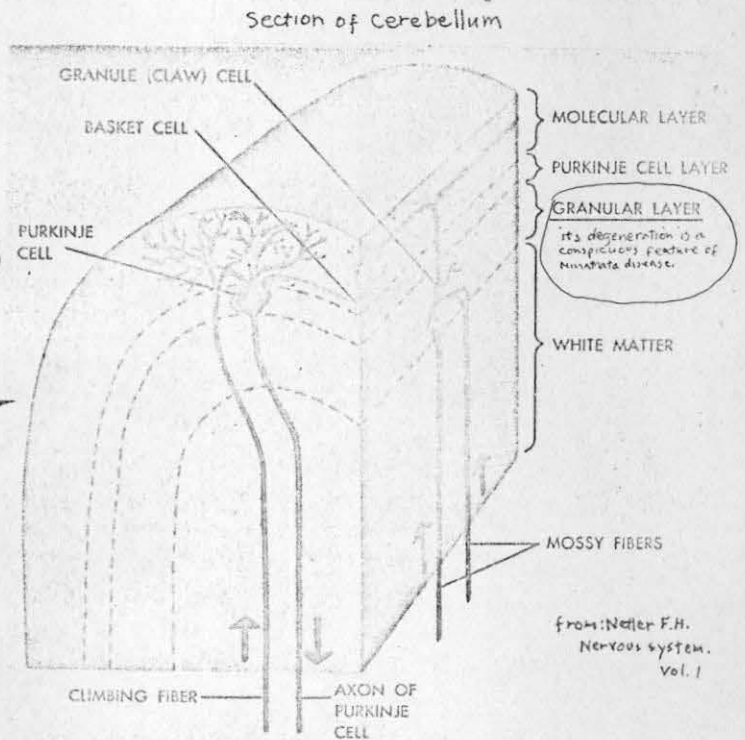 Section of Cerebellum
GRANULE (CLAW) CELL
BASKET CELL
PURKINJE
CELL
MOLECULAR LAYER
PURKINJE CELL LAYER
GRANULAR LAYER
its degeneration is a
conspicuous feature of
disease.
WHITE MATTER
MOSSY FIBERS
from: Netter F.H.
Nervous system.
Vol. 1
CLIMBING FIBER
AXON OF
PURKINJE
CELL